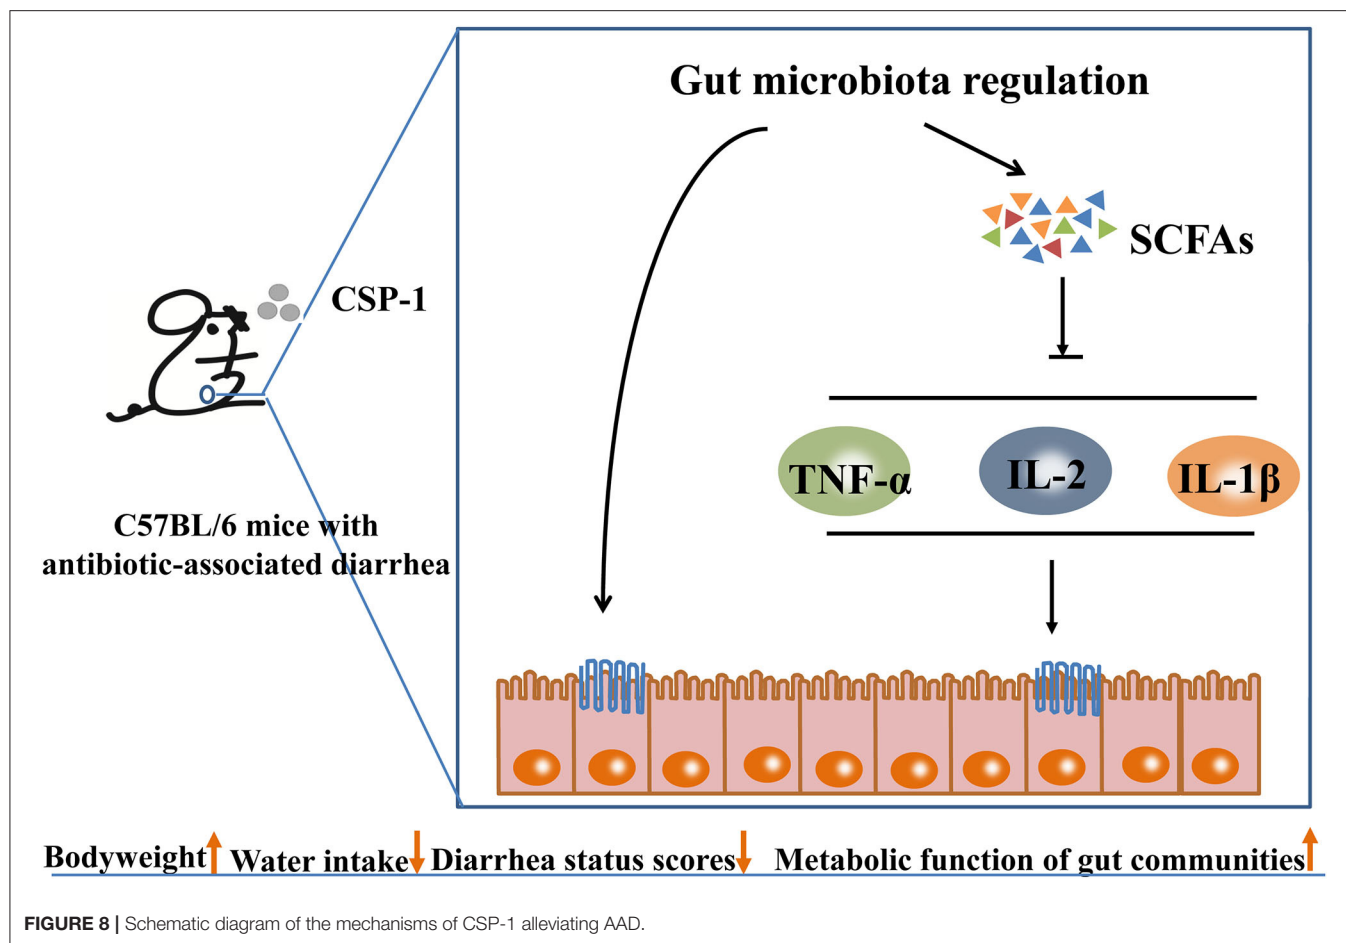 Gut microbiota regulation
SCFAs
CSP-1
TNF-α
IL-2
IL-1β
C57BL/6 mice with
antibiotic-associated diarrhea
Bodyweight Water intake Diarrhea status scores Metabolic function of gut communities
FIGURE 8 | Schematic diagram of the mechanisms of CSP-1 alleviating AAD.